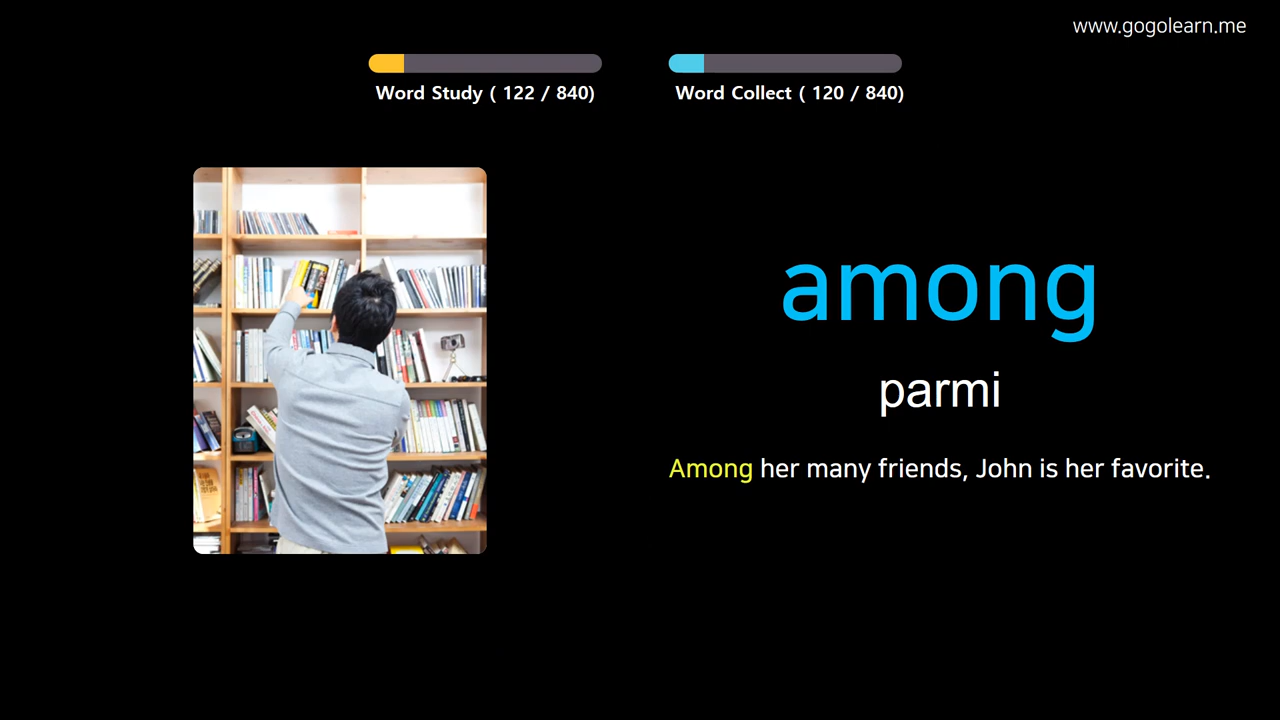 www.gogolearn.me
Word Study ( 122 / 840)
Word Collect ( 120 / 840)
among
parmi
Among her many friends, John is her favorite.